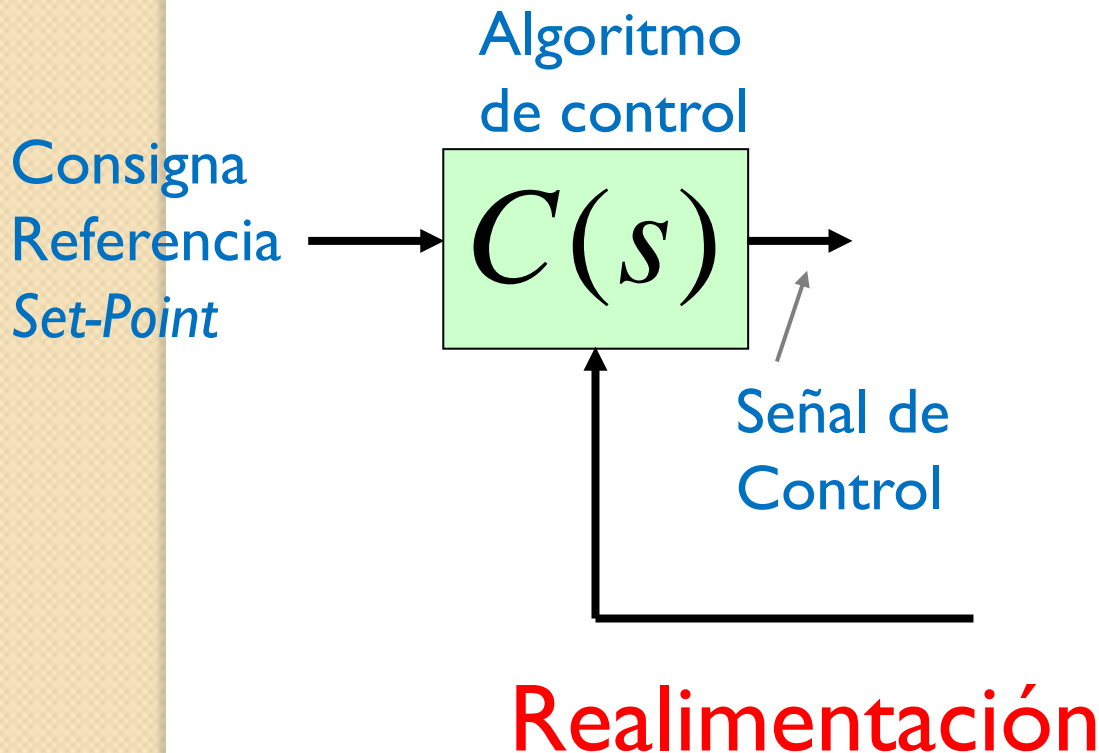 Algoritmo
de control
Consigna
Referencia
Set-Point
C(s)
Señal de
Control
Realimentación